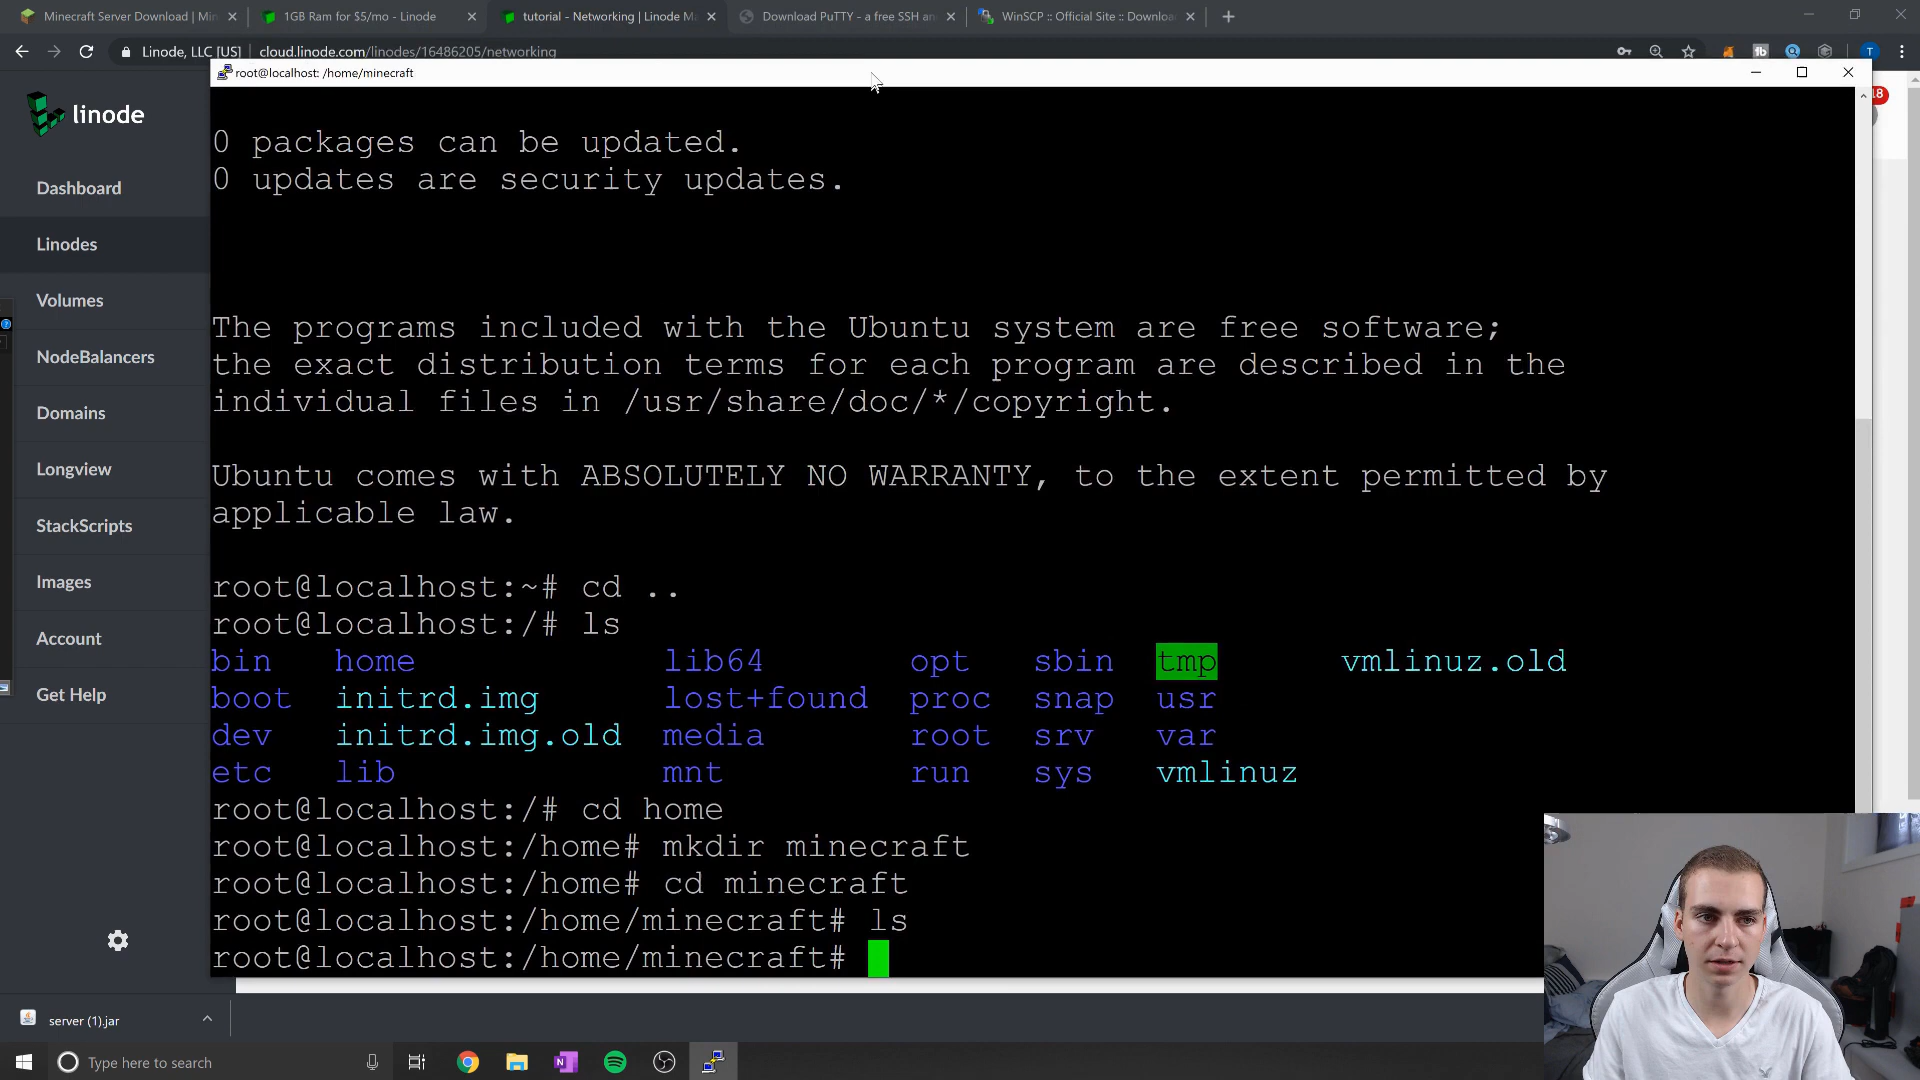 Minecraft Server Download | Min
1GB Ram for $5/mo - Linode
tutorial - Networking | Linode M
Download PuTTY - a free SSH an
WinSCP :: Official Site :: Downloa
Linode, LLC [US]
cloud.linode.com/linodes/16486205/networking
tb
T
root@localhost: /home/minecraft
18
linode
Dashboard
Linodes
Volumes
NodeBalancers
Domains
Longview
StackScripts
Images
Account
Get Help
0 packages can be updated.
0 updates are security updates.
The programs included with the Ubuntu system are free software;
the exact distribution terms for each program are described in the
individual files in /usr/share/doc/*/copyright.
Ubuntu comes with ABSOLUTELY NO WARRANTY, to the extent permitted by
applicable law.
root@localhost:~# cd ..
root@localhost:/# ls
bin home lib64 opt sbin tmp vmlinuz.old
boot initrd.img lost+found proc snap usr
dev initrd.img.old media root srv var
etc lib mnt run sys vmlinuz
root@localhost:/# cd home
root@localhost:/home# mkdir minecraft
root@localhost:/home# cd minecraft
root@localhost:/home/minecraft# ls
root@localhost:/home/minecraft#
server (1).jar
Type here to search